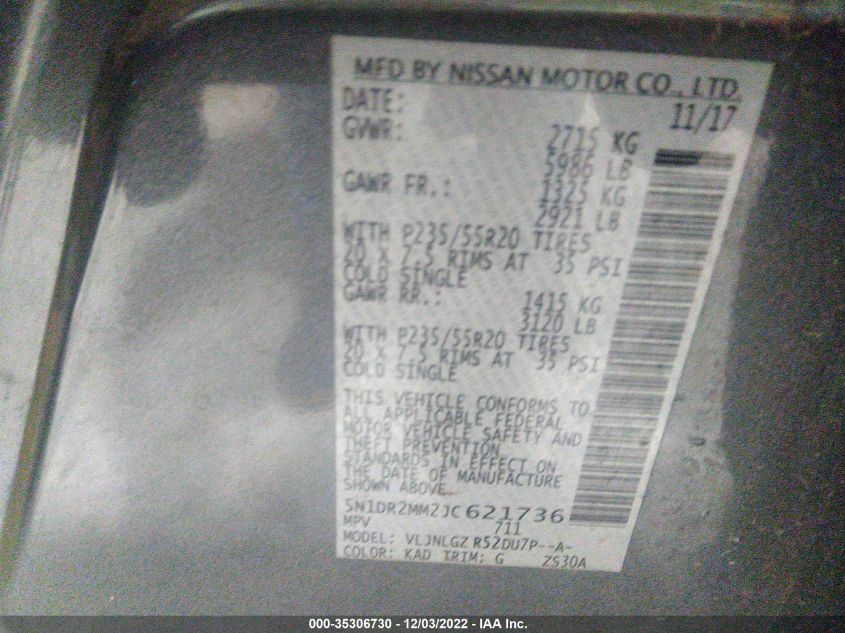 MFD BY NISSAN MOTOR CO., LTD.
DATE: 11/17
GVWR: 2715 KG
5986 LB
GAWR FR.: 1325 KG
2921 LB
WITH P235/55R20 TIRES
20 X 7.5 RIMS AT 35 PSI
COLD SINGLE
GAWR RR.: 1415 KG
3120 LB
WITH P235/55R20 TIRES
20 X 7.5 RIMS AT 35 PSI
COLD SINGLE
THIS VEHICLE CONFORMS TO
ALL APPLICABLE FEDERAL
MOTOR VEHICLE SAFETY AND
THEFT PREVENTION
STANDARDS IN EFFECT ON
THE DATE OF MANUFACTURE
SHOWN ABOVE.
5N1DR2MM2JC621736
MPV 711
MODEL: VLJNLGZ R52DU7P--A-
COLOR: KAD TRIM: G ZS30A
000-35306730 - 12/03/2022 - IAA Inc.